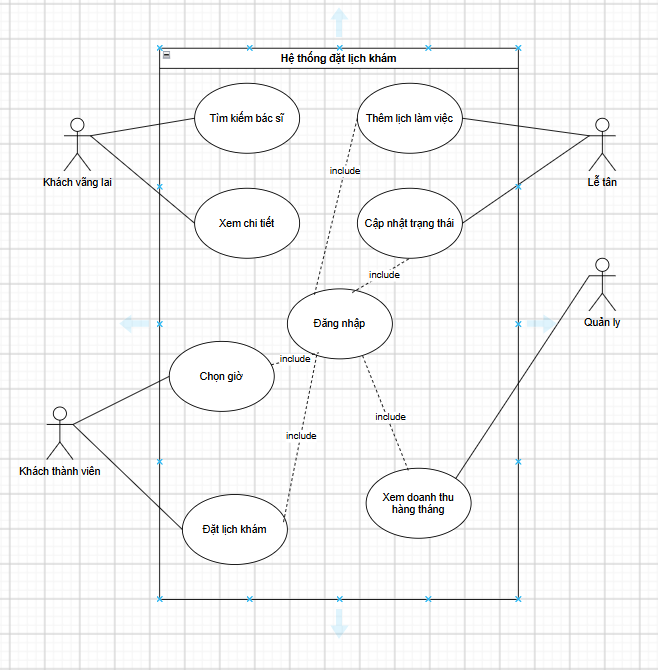 Hệ thống đặt lịch khám
Tìm kiếm bác sĩ
Thêm lịch làm việc
include
Khách vãng lai
Lễ tân
Xem chi tiết
Cập nhật trạng thái
include
Đăng nhập
Quản ly
include
Chọn giờ
include
include
Khách thành viên
Xem doanh thu
hàng tháng
Đặt lịch khám